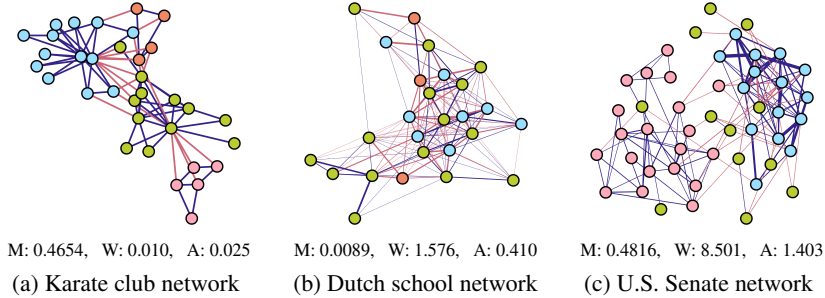 M: 0.4654, W: 0.010, A: 0.025
(a) Karate club network
M: 0.0089, W: 1.576, A: 0.410
(b) Dutch school network
M: 0.4816, W: 8.501, A: 1.403
(c) U.S. Senate network